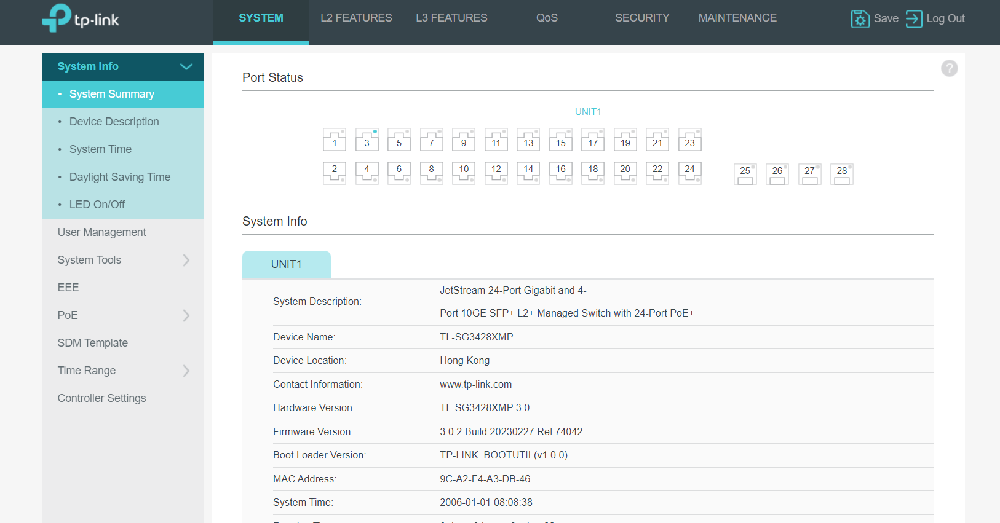 tp-link
SYSTEM
L2 FEATURES
L3 FEATURES
QoS
SECURITY
MAINTENANCE
Save
Log Out
System Info
• System Summary
• Device Description
• System Time
• Daylight Saving Time
• LED On/Off
User Management
System Tools
EEE
PoE
SDM Template
Time Range
Controller Settings
Port Status
?
UNIT1
1 3 5 7 9 11 13 15 17 19 21 23
2 4 6 8 10 12 14 16 18 20 22 24 25 26 27 28
System Info
UNIT1
System Description: JetStream 24-Port Gigabit and 4-
Port 10GE SFP+ L2+ Managed Switch with 24-Port PoE+
Device Name: TL-SG3428XMP
Device Location: Hong Kong
Contact Information: www.tp-link.com
Hardware Version: TL-SG3428XMP 3.0
Firmware Version: 3.0.2 Build 20230227 Rel.74042
Boot Loader Version: TP-LINK  BOOTUTIL(v1.0.0)
MAC Address: 9C-A2-F4-A3-DB-46
System Time: 2006-01-01 08:08:38